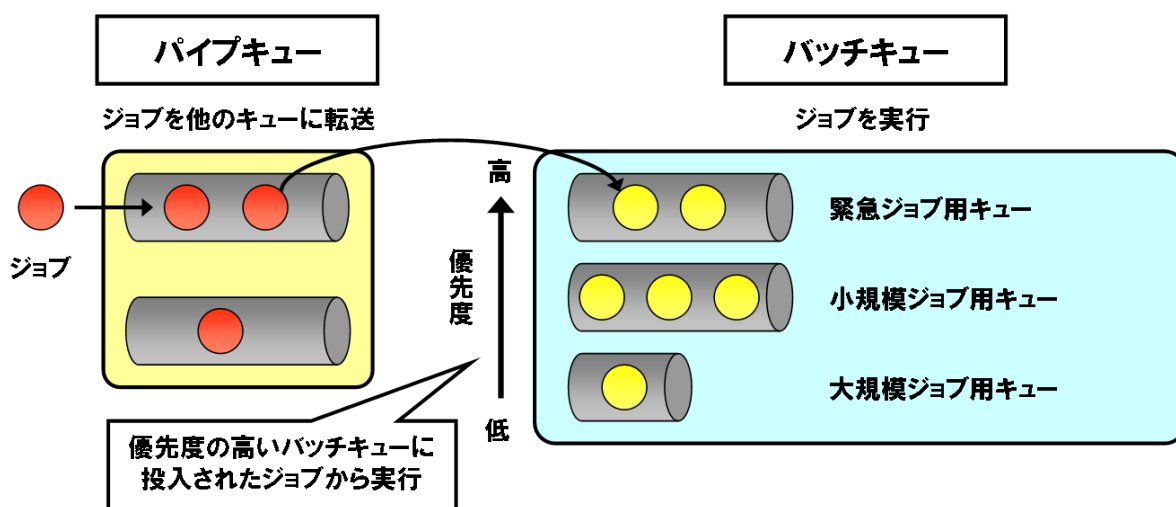 パイプキュー
バッチキュー
ジョブを他のキューに転送
ジョブを実行
ジョブ
高
優先度
低
緊急ジョブ用キュー
小規模ジョブ用キュー
大規模ジョブ用キュー
優先度の高いバッチキューに
投入されたジョブから実行